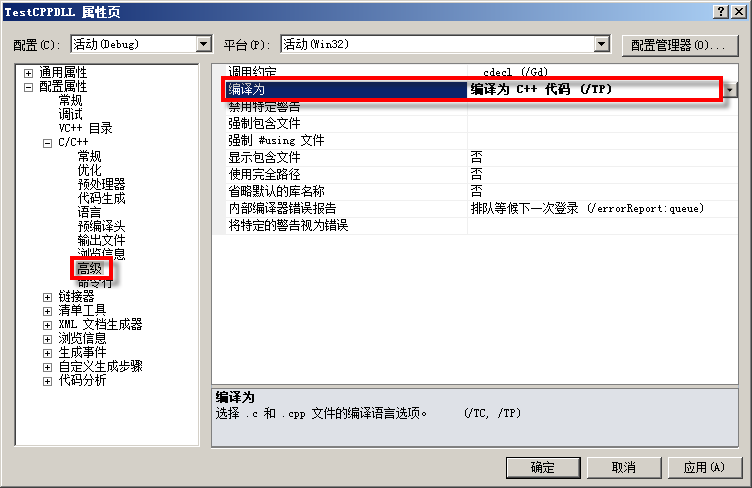 TestCPPDLL 属性页
配置(C): 活动(Debug) 平台(P): 活动(Win32) 配置管理器(O)...
通用属性
配置属性
常规
调试
VC++ 目录
C/C++
常规
优化
预处理器
代码生成
语言
预编译头
输出文件
浏览信息
高级
命令行
链接器
清单工具
XML 文档生成器
浏览信息
生成事件
自定义生成步骤
代码分析
调用约定 __cdecl (/Gd)
编译为 编译为 C++ 代码 (/TP)
禁用特定警告
强制包含文件
强制 #using 文件
显示包含文件 否
使用完全路径 否
省略默认的库名称 否
内部编译器错误报告 排队等候下一次登录 (/errorReport:queue)
将特定的警告视为错误
编译为
选择 .c 和 .cpp 文件的编译语言选项。 (/TC, /TP)
确定 取消 应用(A)